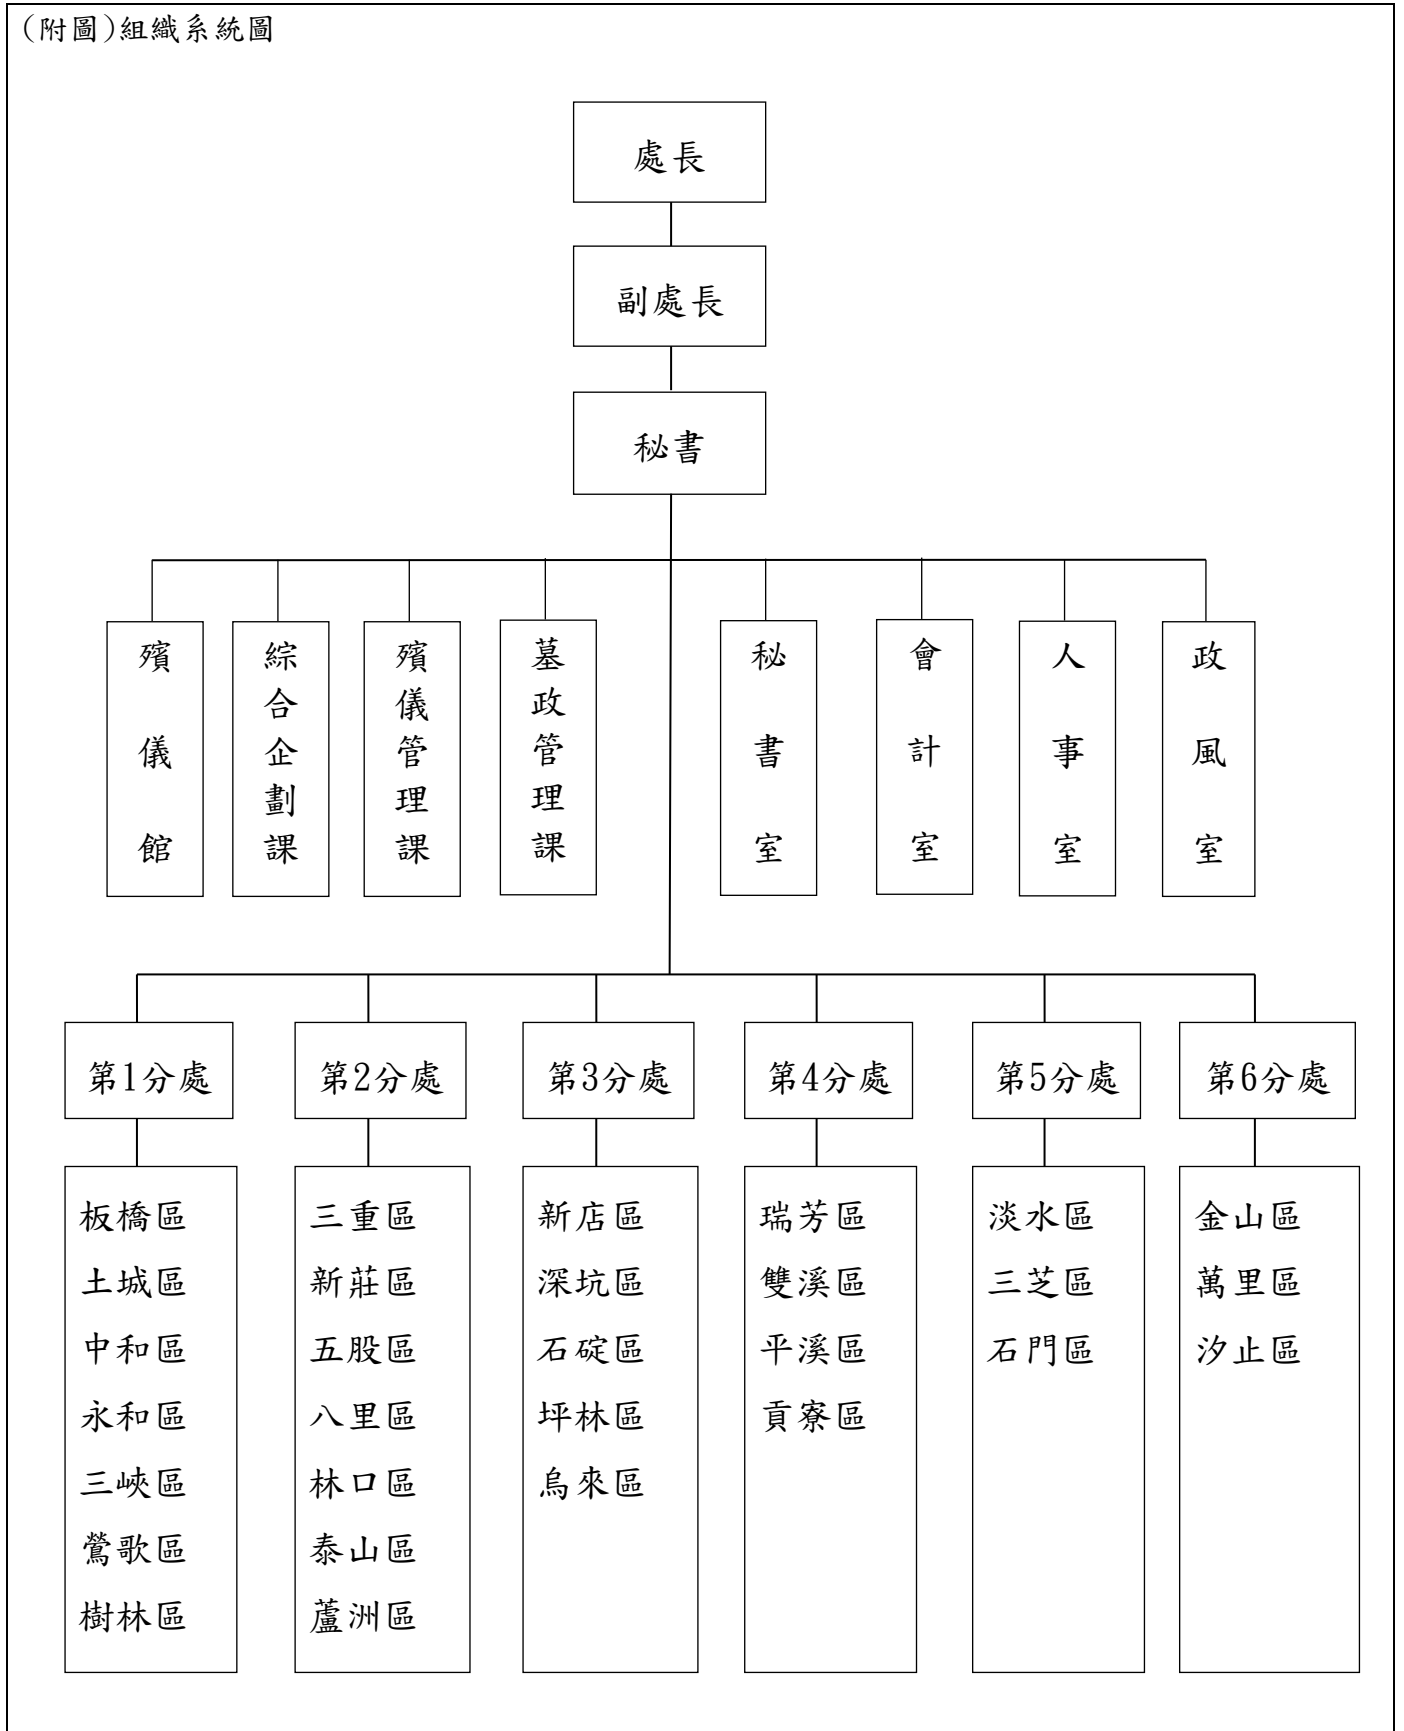 (附圖)組織系統圖
處長
副處長
秘書
殯儀館
綜合企劃課
殯儀管理課
墓政管理課
秘書室
會計室
人事室
政風室
第1分處
第2分處
第3分處
第4分處
第5分處
第6分處
板橋區
土城區
中和區
永和區
三峽區
鶯歌區
樹林區
三重區
新莊區
五股區
八里區
林口區
泰山區
蘆洲區
新店區
深坑區
石碇區
坪林區
烏來區
瑞芳區
雙溪區
平溪區
貢寮區
淡水區
三芝區
石門區
金山區
萬里區
汐止區